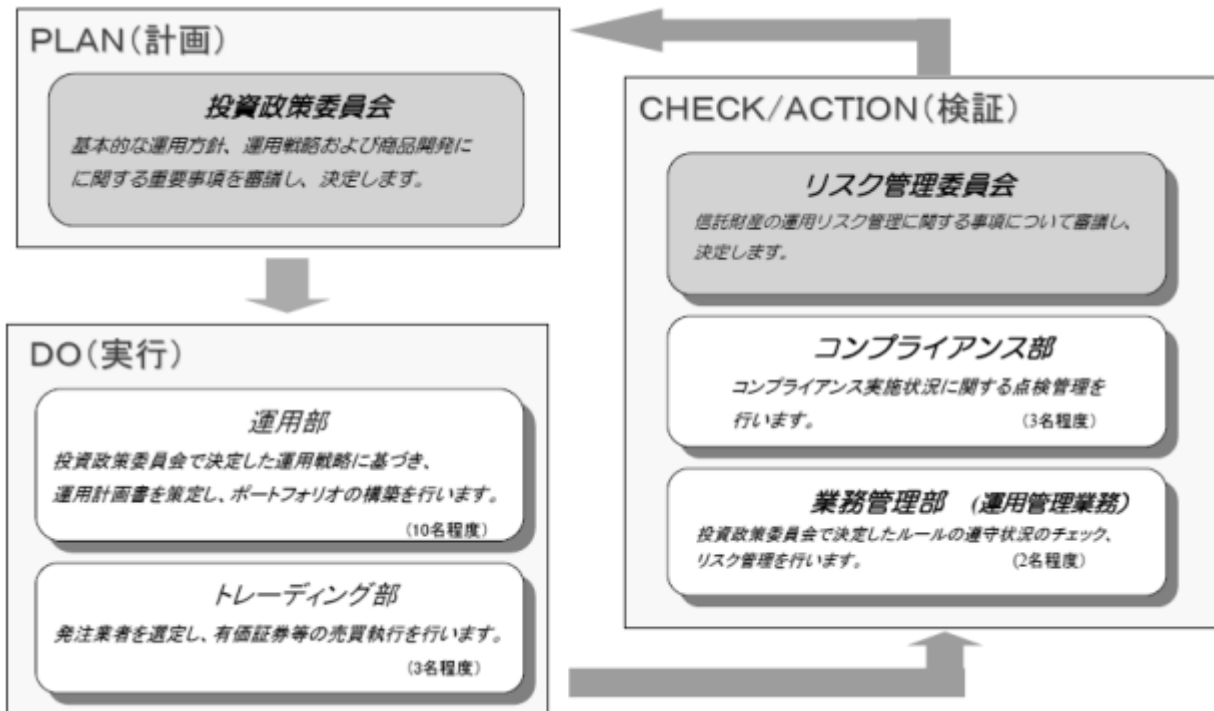 PLAN(計画)
投資政策委員会
基本的な運用方針、運用戦略および商品開発に
に関する重要事項を審議し、決定します。
DO(実行)
運用部
投資政策委員会で決定した運用戦略に基づき、
運用計画書を策定し、ポートフォリオの構築を行います。
(10名程度)
トレーディング部
発注業者を選定し、有価証券等の売買執行を行います。
(3名程度)
CHECK/ACTION(検証)
リスク管理委員会
信託財産の運用リスク管理に関する事項について審議し、
決定します。
コンプライアンス部
コンプライアンス実施状況に関する点検管理を
行います。 (3名程度)
業務管理部 (運用管理業務)
投資政策委員会で決定したルールの遵守状況のチェック、
リスク管理を行います。 (2名程度)